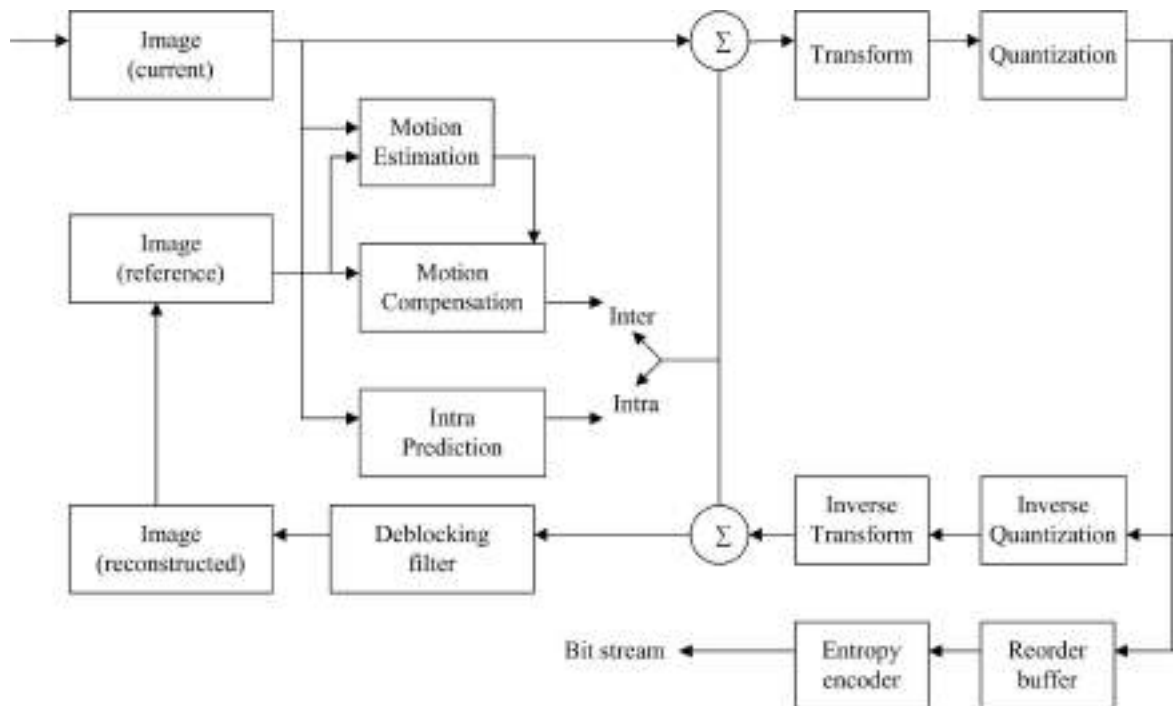 Image
(current)
Σ
Transform
Quantization
Motion
Estimation
Image
(reference)
Motion
Compensation
Inter
Intra
Intra
Prediction
Image
(reconstructed)
Deblocking
filter
Σ
Inverse
Transform
Inverse
Quantization
Bit stream
Entropy
encoder
Reorder
buffer